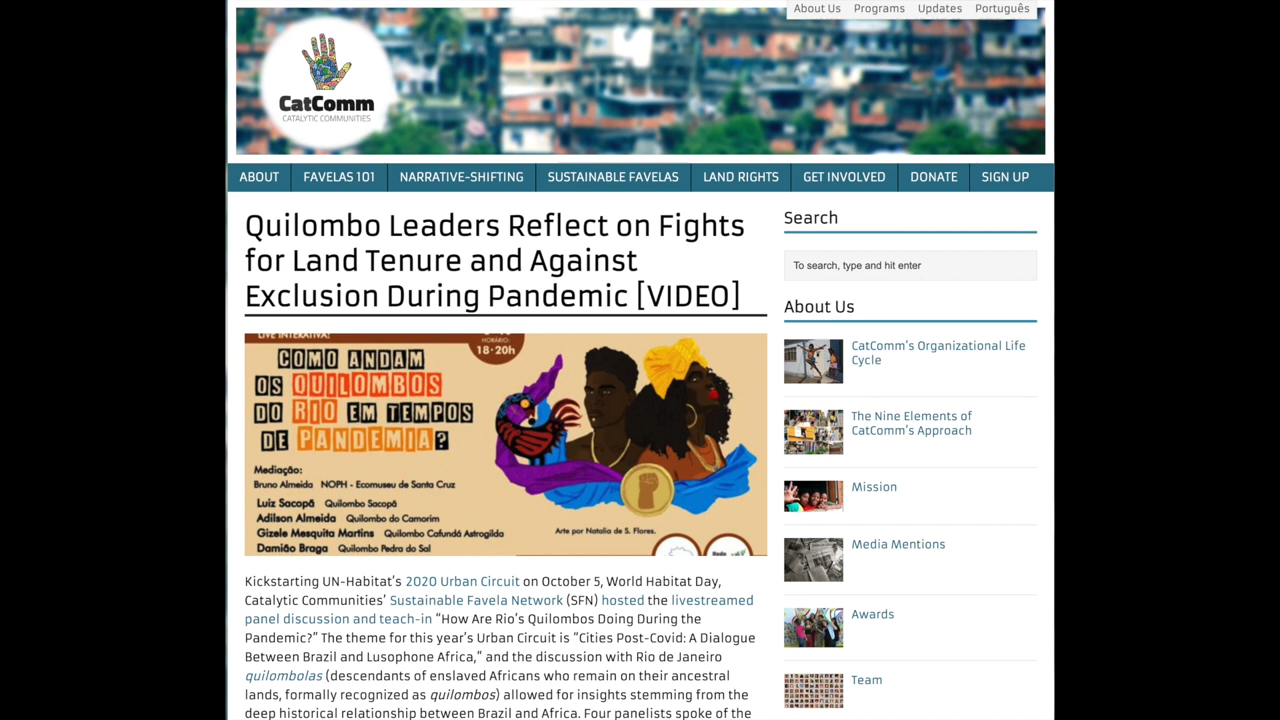 About Us Programs Updates Português
CatComm
CATALYTIC COMMUNITIES
ABOUT FAVELAS 101 NARRATIVE-SHIFTING SUSTAINABLE FAVELAS LAND RIGHTS GET INVOLVED DONATE SIGN UP
Quilombo Leaders Reflect on Fights
for Land Tenure and Against
Exclusion During Pandemic [VIDEO]
LIVE INTERATIVA!
HORÁRIO:
18-20h
COMO ANDAM
OS QUILOMBOS
DO RIO EM TEMPOS
DE PANDEMIA?
Mediação:
Bruno Almeida NOPH - Ecomuseu de Santa Cruz
Luiz Sacopã Quilombo Sacopã
Adilson Almeida Quilombo do Camorim
Gizele Mesquita Martins Quilombo Cafundá Astrogilda
Damião Braga Quilombo Pedra do Sal
Arte por Natalia de S. Flores.
Rede
Kickstarting UN-Habitat's 2020 Urban Circuit on October 5, World Habitat Day,
Catalytic Communities' Sustainable Favela Network (SFN) hosted the livestreamed
panel discussion and teach-in "How Are Rio's Quilombos Doing During the
Pandemic?" The theme for this year's Urban Circuit is "Cities Post-Covid: A Dialogue
Between Brazil and Lusophone Africa," and the discussion with Rio de Janeiro
quilombolas (descendants of enslaved Africans who remain on their ancestral
lands, formally recognized as quilombos) allowed for insights stemming from the
deep historical relationship between Brazil and Africa. Four panelists spoke of the
Search
To search, type and hit enter
About Us
CatComm's Organizational Life
Cycle
The Nine Elements of
CatComm's Approach
Mission
Media Mentions
Awards
Team